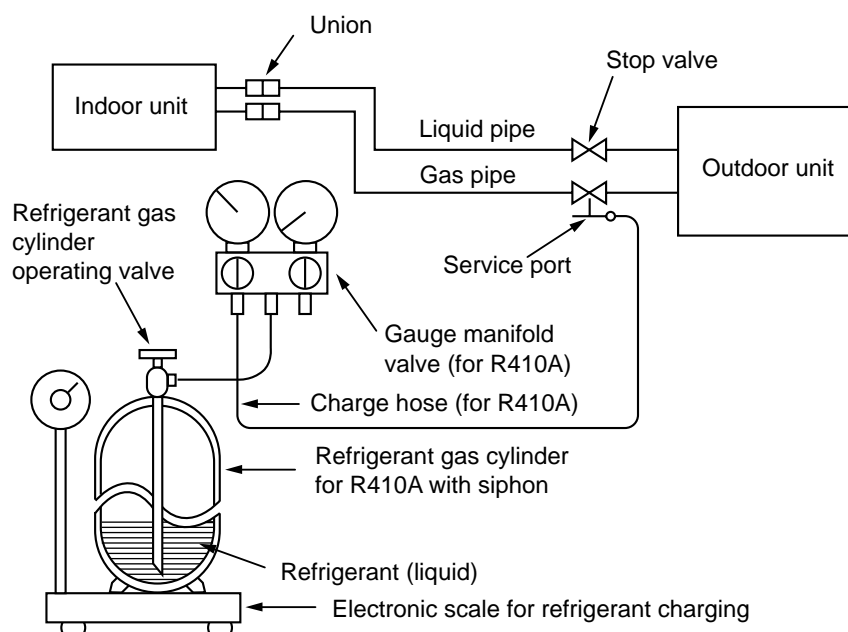 Union
Stop valve
Indoor unit
Liquid pipe
Gas pipe
Outdoor unit
Refrigerant gas
cylinder
operating valve
Service port
Gauge manifold
valve (for R410A)
Charge hose (for R410A)
Refrigerant gas cylinder
for R410A with siphon
Refrigerant (liquid)
Electronic scale for refrigerant charging